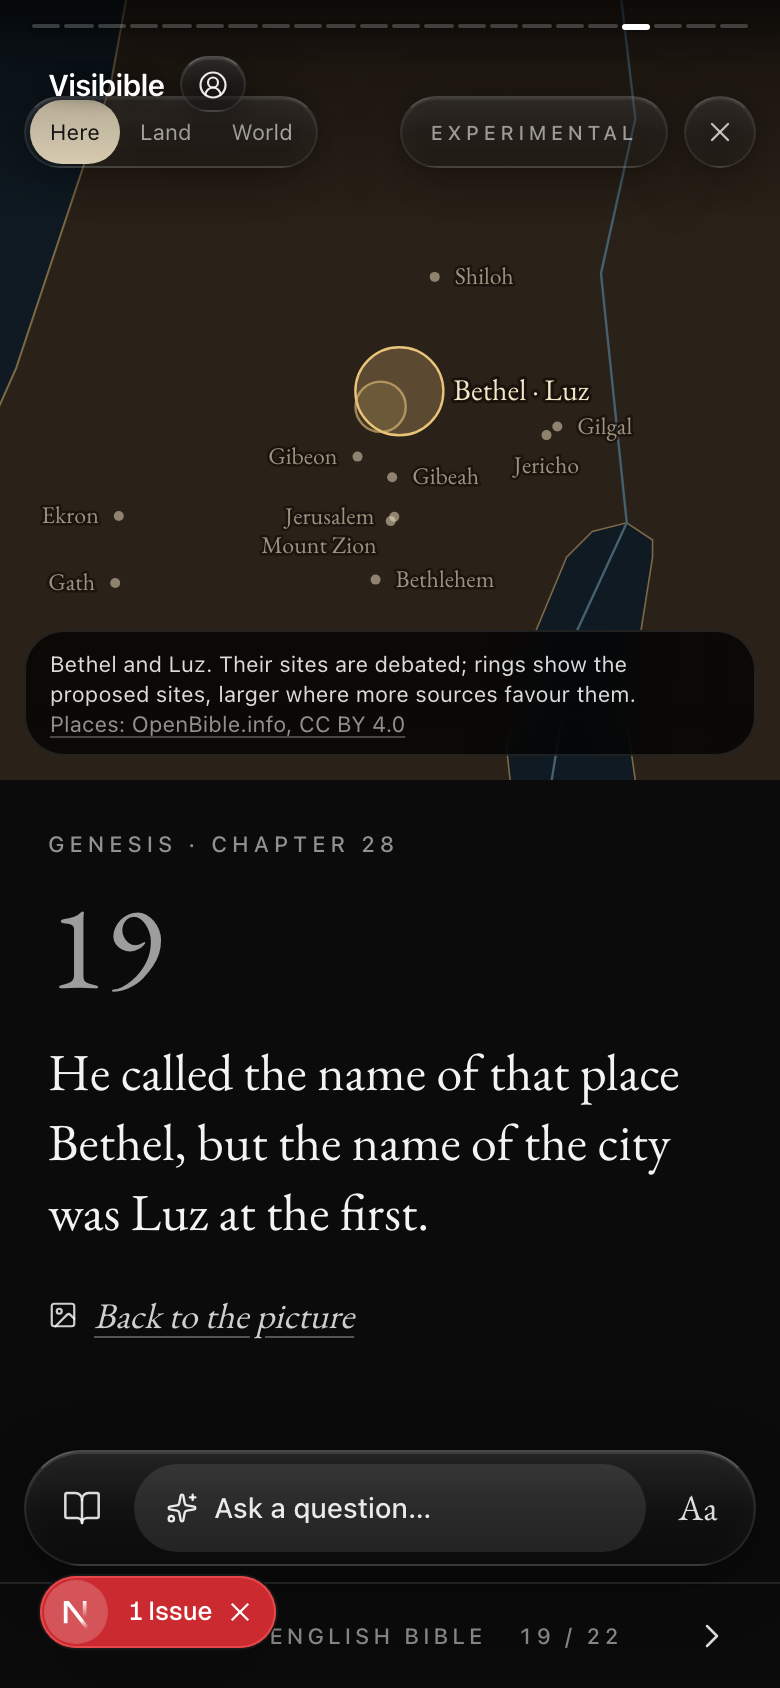 Visibible
Here Land World
EXPERIMENTAL
Shiloh
Bethel · Luz
Gilgal
Gibeon
Jericho
Gibeah
Ekron
Jerusalem
Mount Zion
Gath
Bethlehem
Bethel and Luz. Their sites are debated; rings show the
proposed sites, larger where more sources favour them.
Places: OpenBible.info, CC BY 4.0
GENESIS · CHAPTER 28
19
He called the name of that place
Bethel, but the name of the city
was Luz at the first.
Back to the picture
Ask a question...
Aa
N 1 Issue
ENGLISH BIBLE 19 / 22